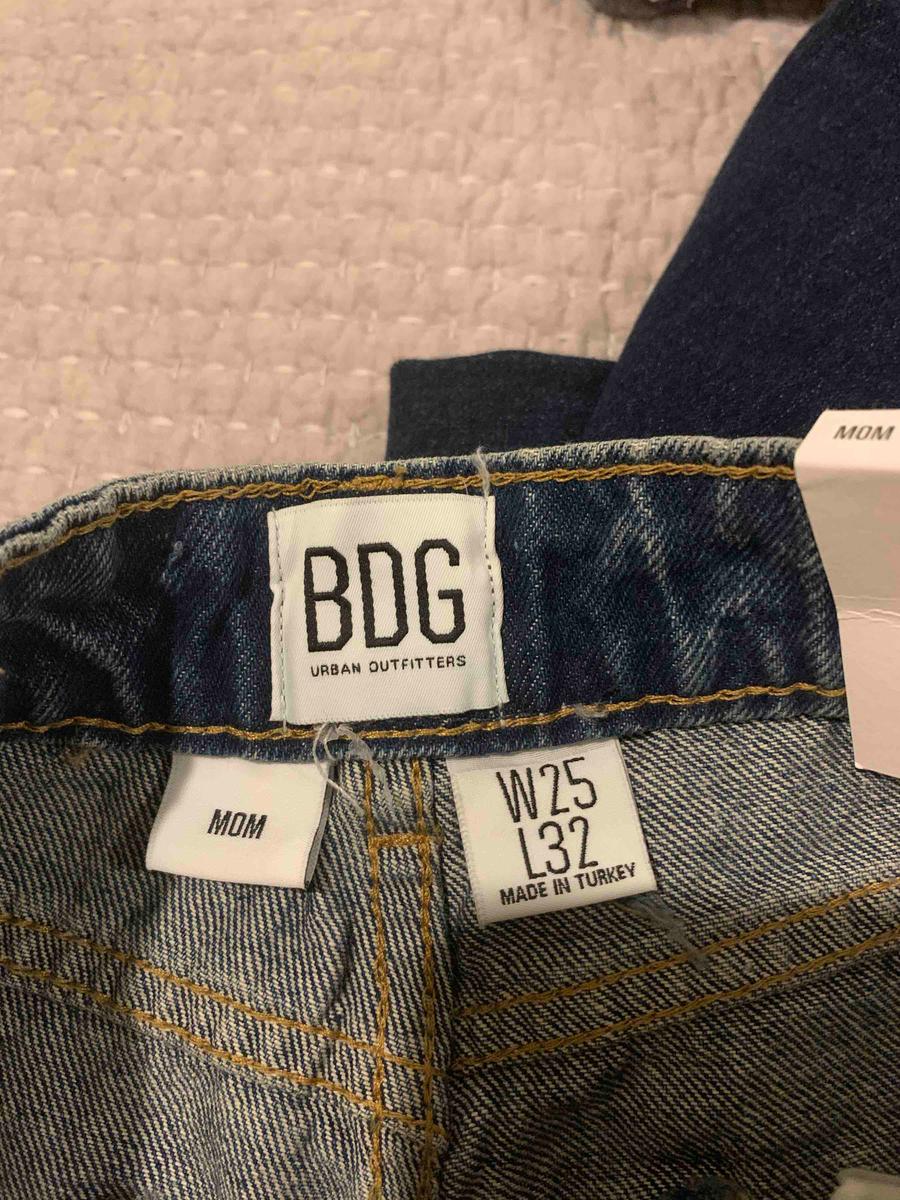 MOM
BDG
URBAN OUTFITTERS
MOM
W25
L32
MADE IN TURKEY